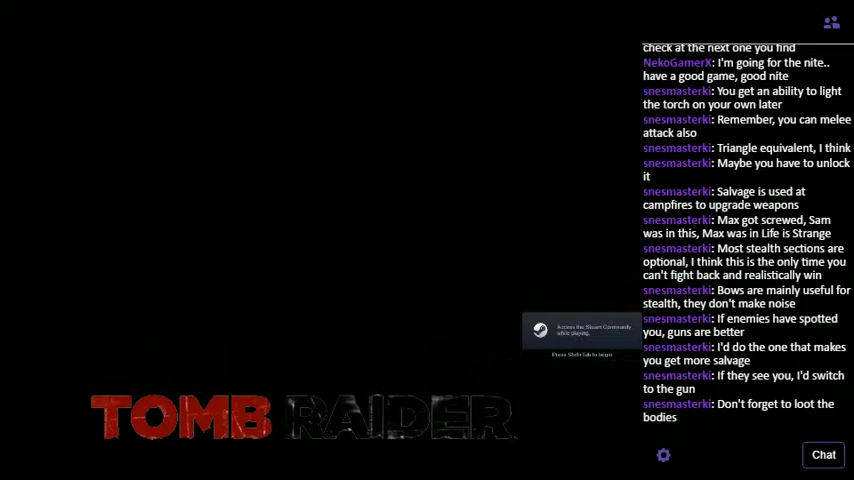 check at the next one you find
NekoGamerX: I'm going for the nite..
have a good game, good nite
snesmasterki: You get an ability to light
the torch on your own later
snesmasterki: Remember, you can melee
attack also
snesmasterki: Triangle equivalent, I think
snesmasterki: Maybe you have to unlock
it
snesmasterki: Salvage is used at
campfires to upgrade weapons
snesmasterki: Max got screwed, Sam
was in this, Max was in Life is Strange
snesmasterki: Most stealth sections are
optional, I think this is the only time you
can't fight back and realistically win
snesmasterki: Bows are mainly useful for
stealth, they don't make noise
snesmasterki: If enemies have spotted
you, guns are better
snesmasterki: I'd do the one that makes
you get more salvage
snesmasterki: If they see you, I'd switch
to the gun
snesmasterki: Don't forget to loot the
bodies
Access the Steam Community
while playing.
Press Shift+Tab to begin
TOMB RAIDER
Chat